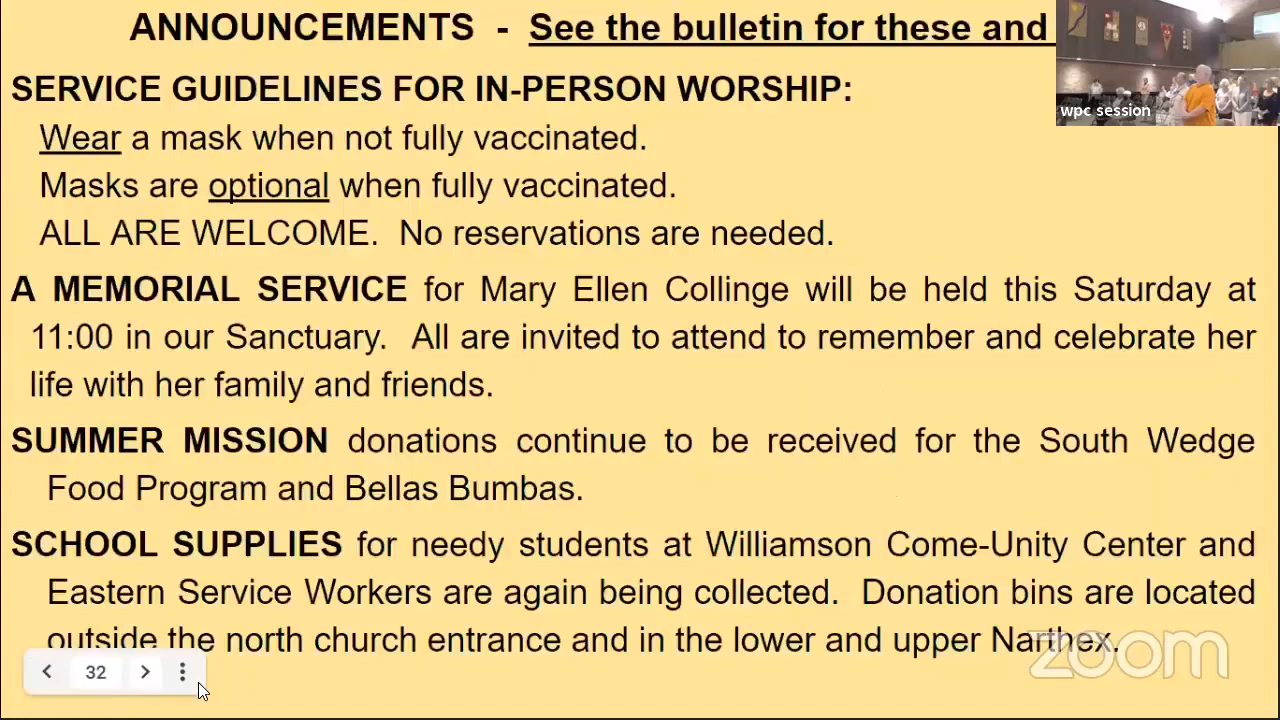 ANNOUNCEMENTS - See the bulletin for these and
wpc session
SERVICE GUIDELINES FOR IN-PERSON WORSHIP:
Wear a mask when not fully vaccinated.
Masks are optional when fully vaccinated.
ALL ARE WELCOME. No reservations are needed.
A MEMORIAL SERVICE for Mary Ellen Collinge will be held this Saturday at
11:00 in our Sanctuary. All are invited to attend to remember and celebrate her
life with her family and friends.
SUMMER MISSION donations continue to be received for the South Wedge
Food Program and Bellas Bumbas.
SCHOOL SUPPLIES for needy students at Williamson Come-Unity Center and
Eastern Service Workers are again being collected. Donation bins are located
outside the north church entrance and in the lower and upper Narthex.
zoom
32